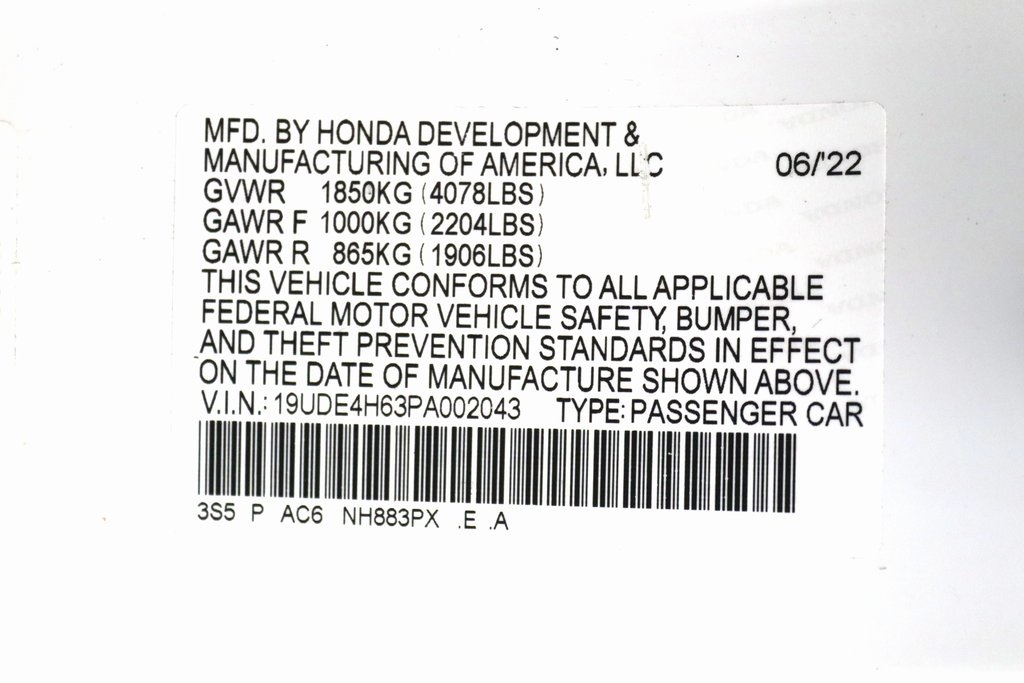 MFD. BY HONDA DEVELOPMENT &
MANUFACTURING OF AMERICA, LLC 06/'22
GVWR 1850KG (4078LBS)
GAWR F 1000KG (2204LBS)
GAWR R 865KG (1906LBS)
THIS VEHICLE CONFORMS TO ALL APPLICABLE
FEDERAL MOTOR VEHICLE SAFETY, BUMPER,
AND THEFT PREVENTION STANDARDS IN EFFECT
ON THE DATE OF MANUFACTURE SHOWN ABOVE.
V.I.N.: 19UDE4H63PA002043 TYPE: PASSENGER CAR
3S5 P AC6 NH883PX .E .A